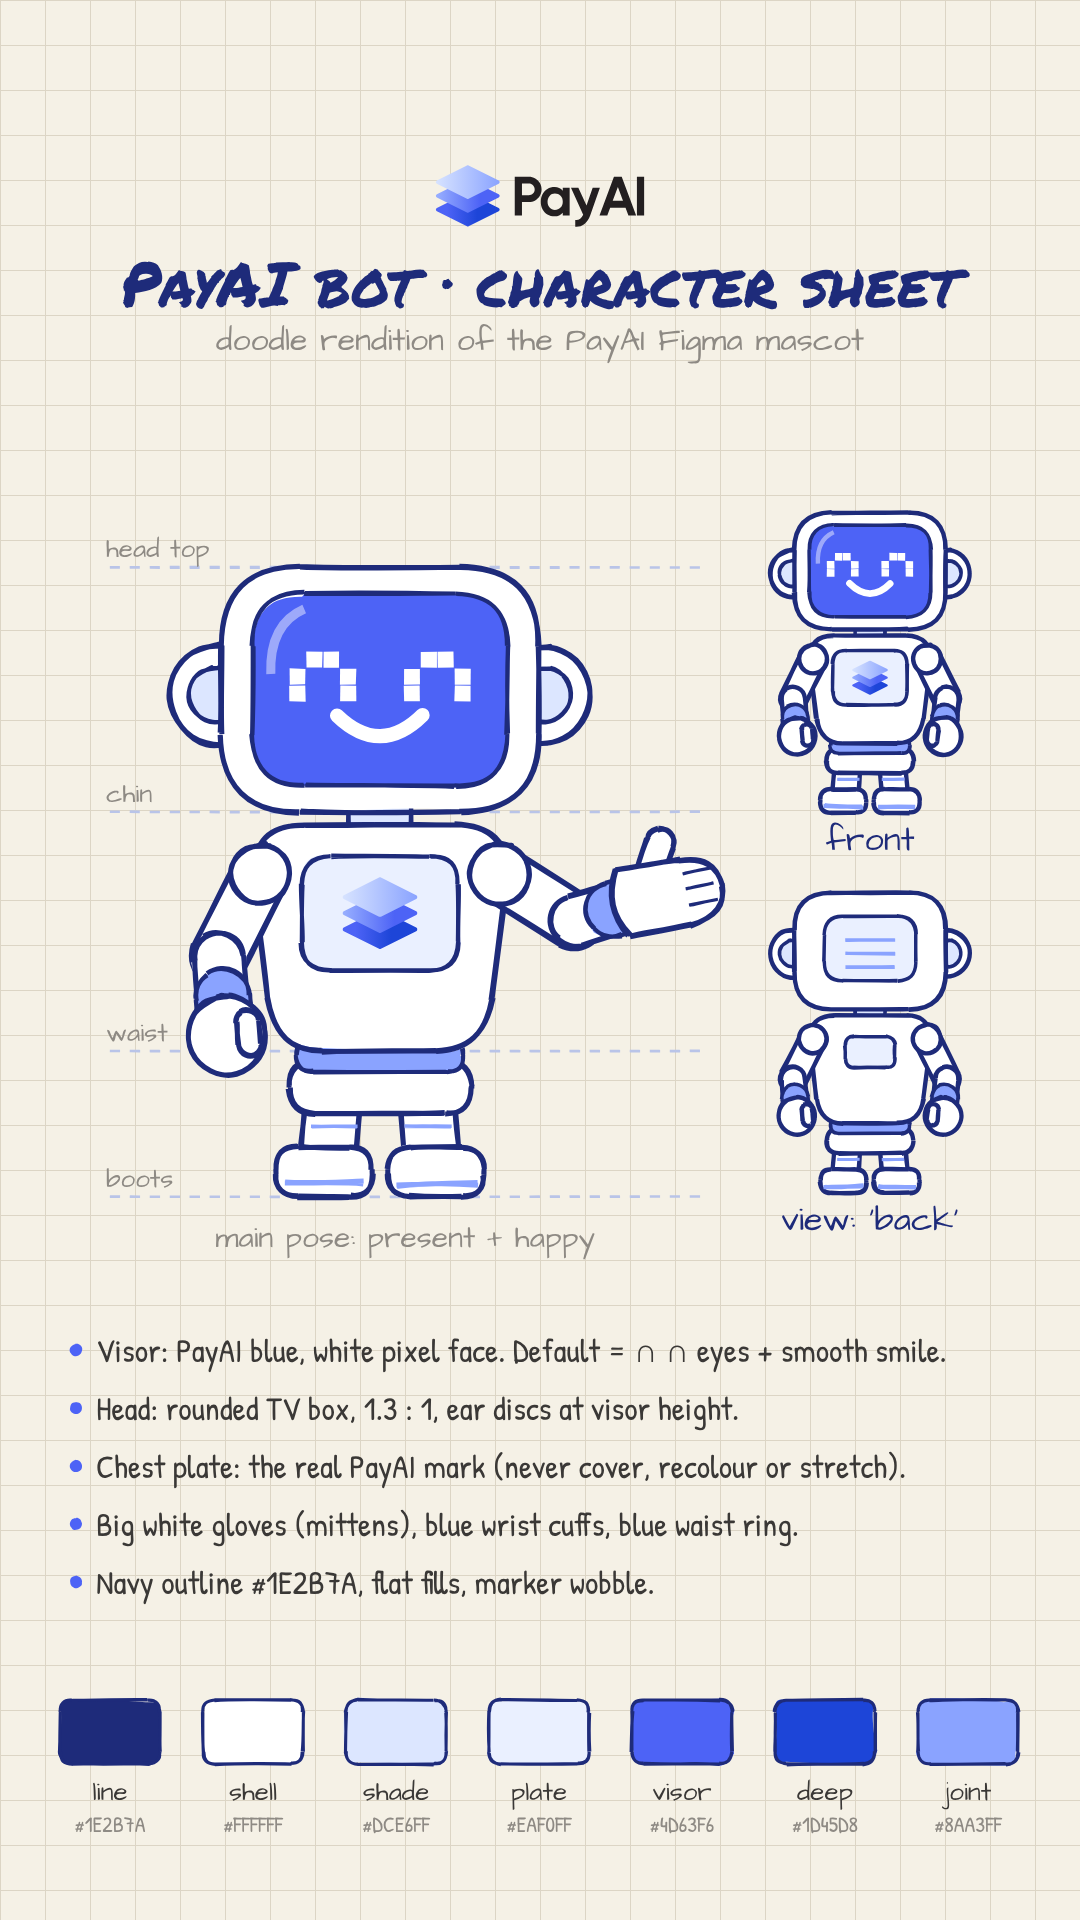 PayAI
PayAI bot · character sheet
doodle rendition of the PayAI Figma mascot
head top
chin
waist
boots
main pose: present + happy
front
view: 'back'
Visor: PayAI blue, white pixel face. Default = ∩ ∩ eyes + smooth smile.
Head: rounded TV box, 1.3 : 1, ear discs at visor height.
Chest plate: the real PayAI mark (never cover, recolour or stretch).
Big white gloves (mittens), blue wrist cuffs, blue waist ring.
Navy outline #1E2B7A, flat fills, marker wobble.
line shell shade plate visor deep joint
#1E2B7A #FFFFFF #DCE6FF #EAF0FF #4D63F6 #1D45D8 #8AA3FF